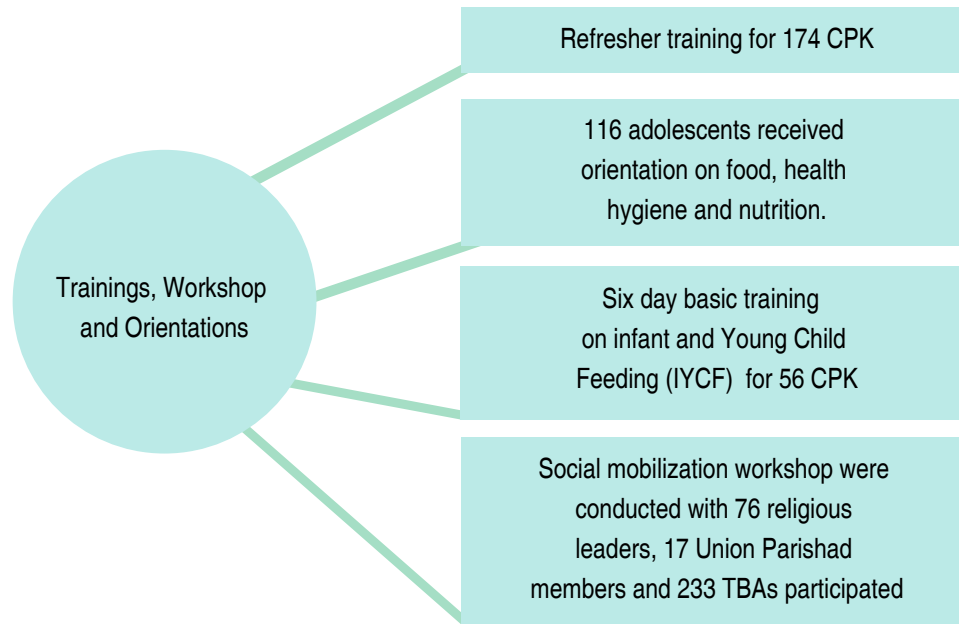 Refresher training for 174 CPK
116 adolescents received
orientation on food, health
hygiene and nutrition.
Trainings, Workshop
and Orientations
Six day basic training
on infant and Young Child
Feeding (IYCF) for 56 CPK
Social mobilization workshop were
conducted with 76 religious
leaders, 17 Union Parishad
members and 233 TBAs participated